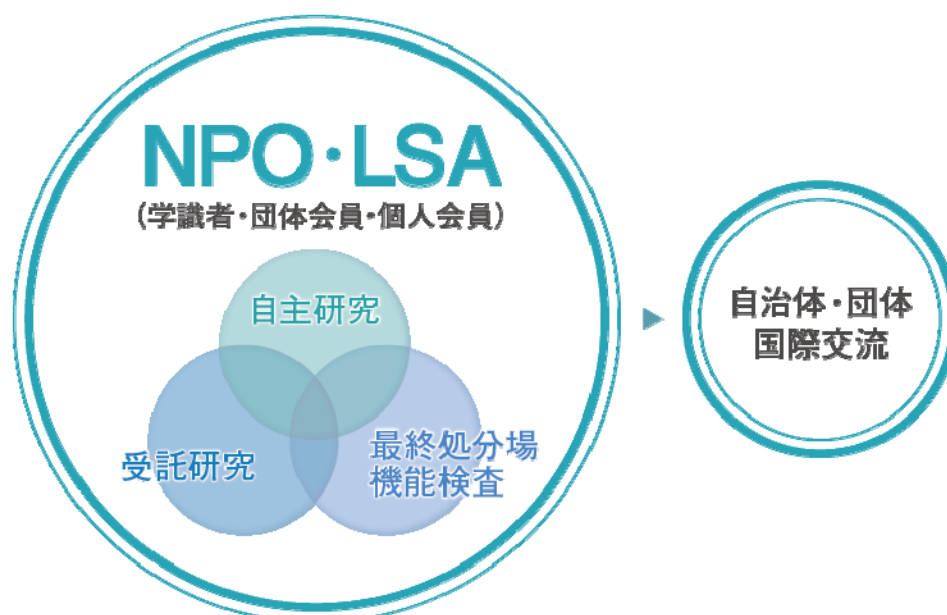 NPO・LSA
（学識者・団体会員・個人会員）
自主研究
受託研究
最終処分場
機能検査
自治体・団体
国際交流